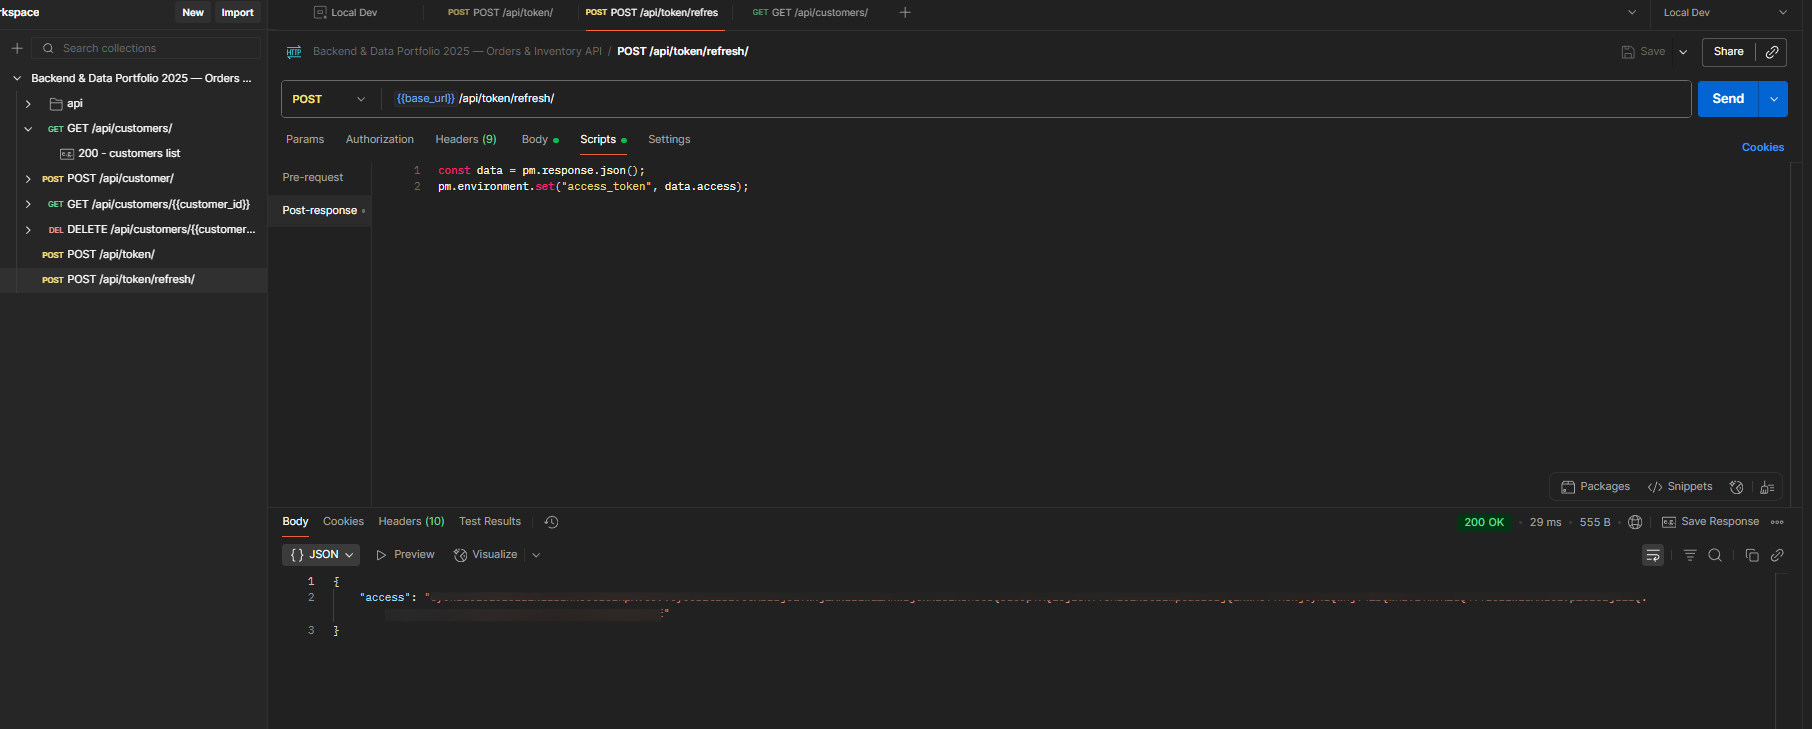 rkspace
New Import
Local Dev
POST POST /api/token/
POST POST /api/token/refres
GET GET /api/customers/
Local Dev
Search collections
Backend & Data Portfolio 2025 — Orders ...
api
GET GET /api/customers/
e.g. 200 - customers list
POST POST /api/customer/
GET GET /api/customers/{{customer_id}}
DEL DELETE /api/customers/{{customer...
POST POST /api/token/
POST POST /api/token/refresh/
HTTP Backend & Data Portfolio 2025 — Orders & Inventory API / POST /api/token/refresh/
Save
Share
POST {{base_url}} /api/token/refresh/
Send
Params Authorization Headers (9) Body Scripts Settings
Cookies
Pre-request
Post-response
1 const data = pm.response.json();
2 pm.environment.set("access_token", data.access);
Packages </> Snippets
Body Cookies Headers (10) Test Results
200 OK • 29 ms • 555 B • e.g. Save Response
{} JSON Preview Visualize
1 {
2 "access": "
"
3 }